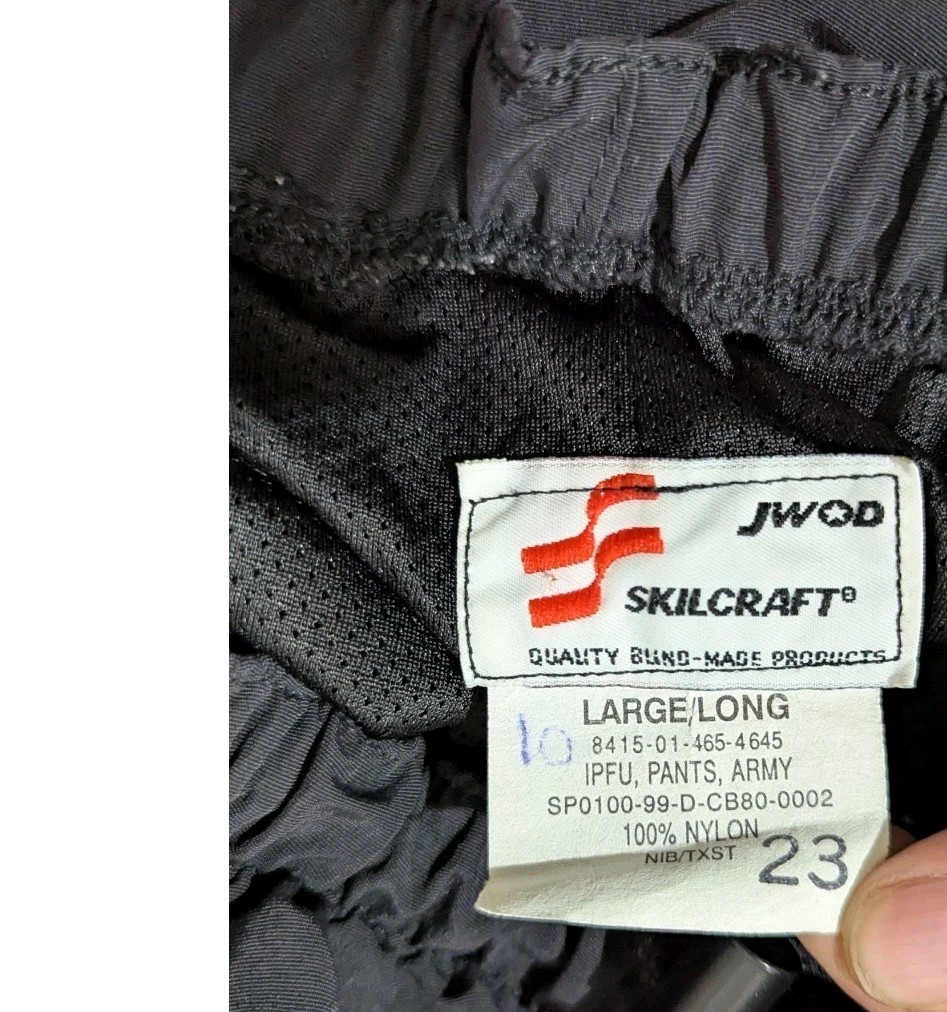 JWOD
SKILCRAFT®
QUALITY BLIND-MADE PRODUCTS
LARGE/LONG
10
8415-01-465-4645
IPFU, PANTS, ARMY
SP0100-99-D-CB80-0002
100% NYLON
NIB/TXST
23